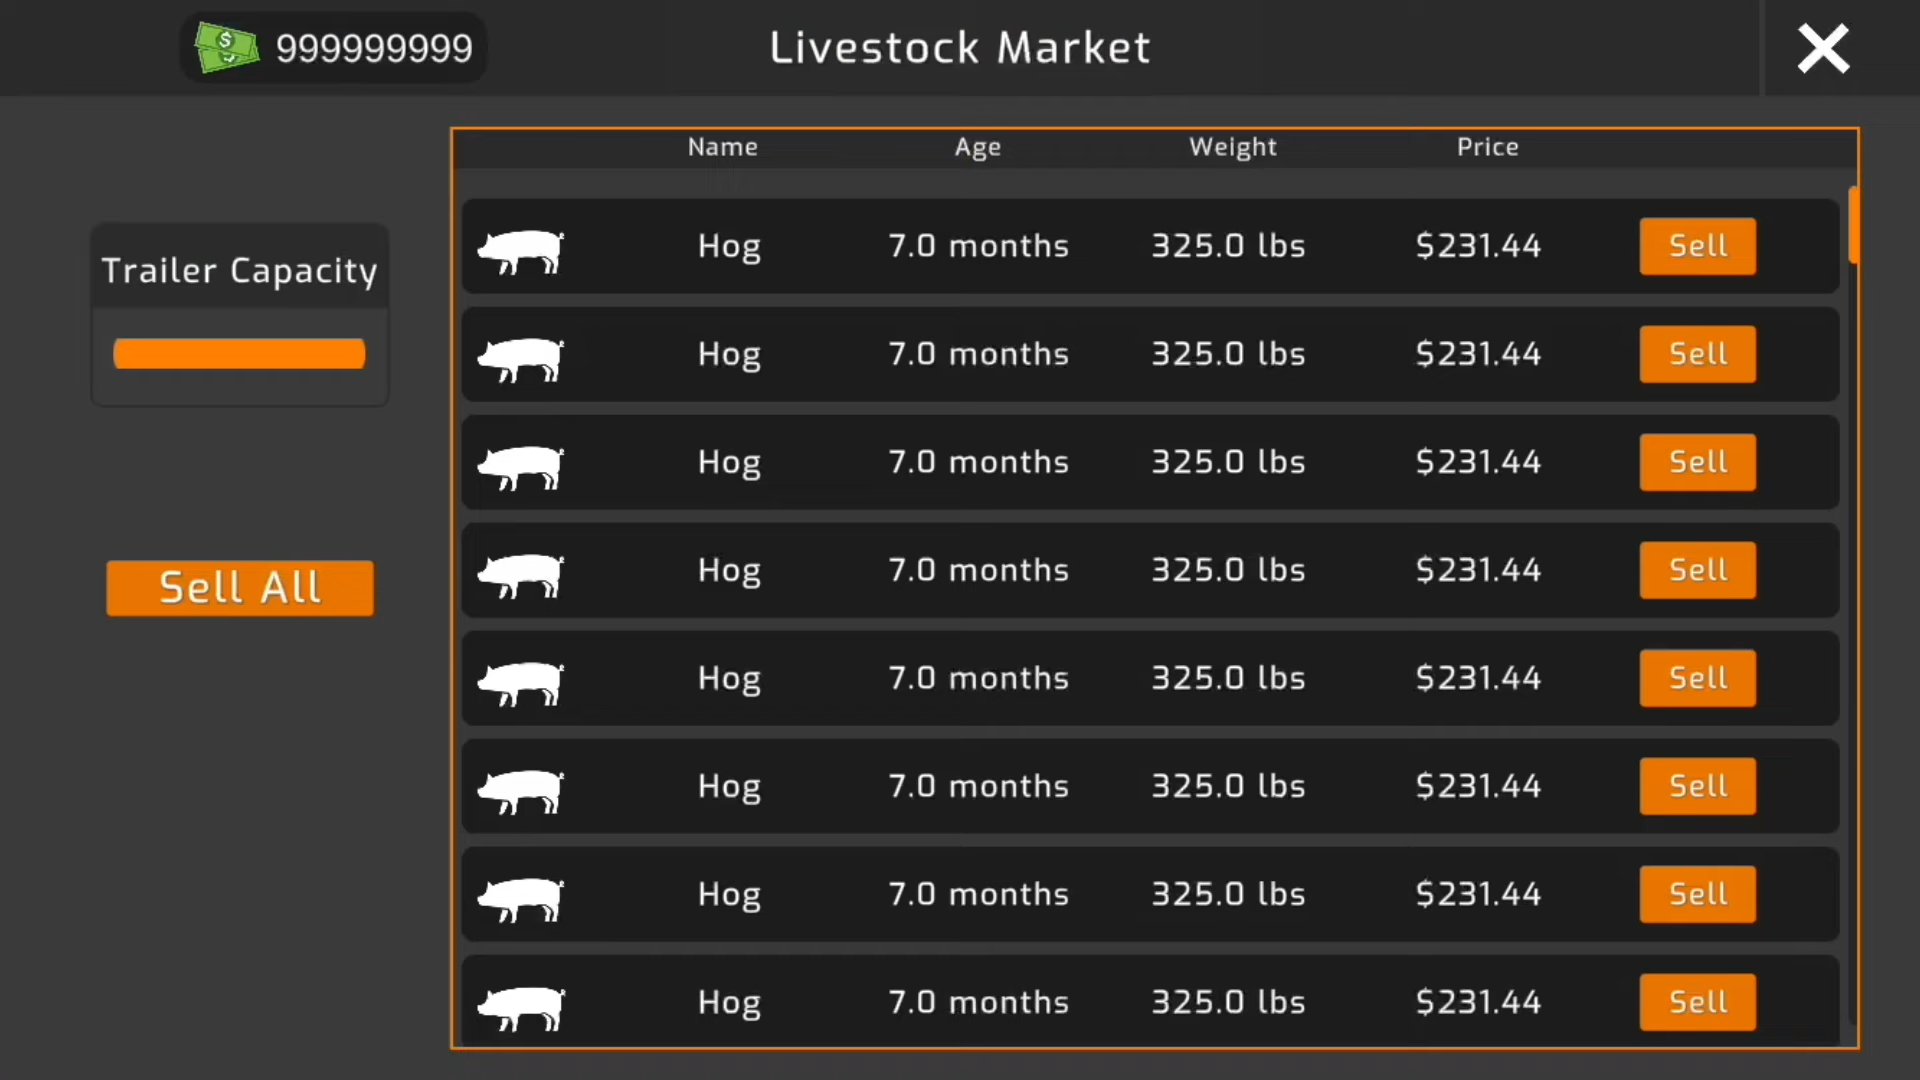 999999999
Livestock Market
Name Age Weight Price
Trailer Capacity
Sell All
Hog 7.0 months 325.0 lbs $231.44 Sell
Hog 7.0 months 325.0 lbs $231.44 Sell
Hog 7.0 months 325.0 lbs $231.44 Sell
Hog 7.0 months 325.0 lbs $231.44 Sell
Hog 7.0 months 325.0 lbs $231.44 Sell
Hog 7.0 months 325.0 lbs $231.44 Sell
Hog 7.0 months 325.0 lbs $231.44 Sell
Hog 7.0 months 325.0 lbs $231.44 Sell